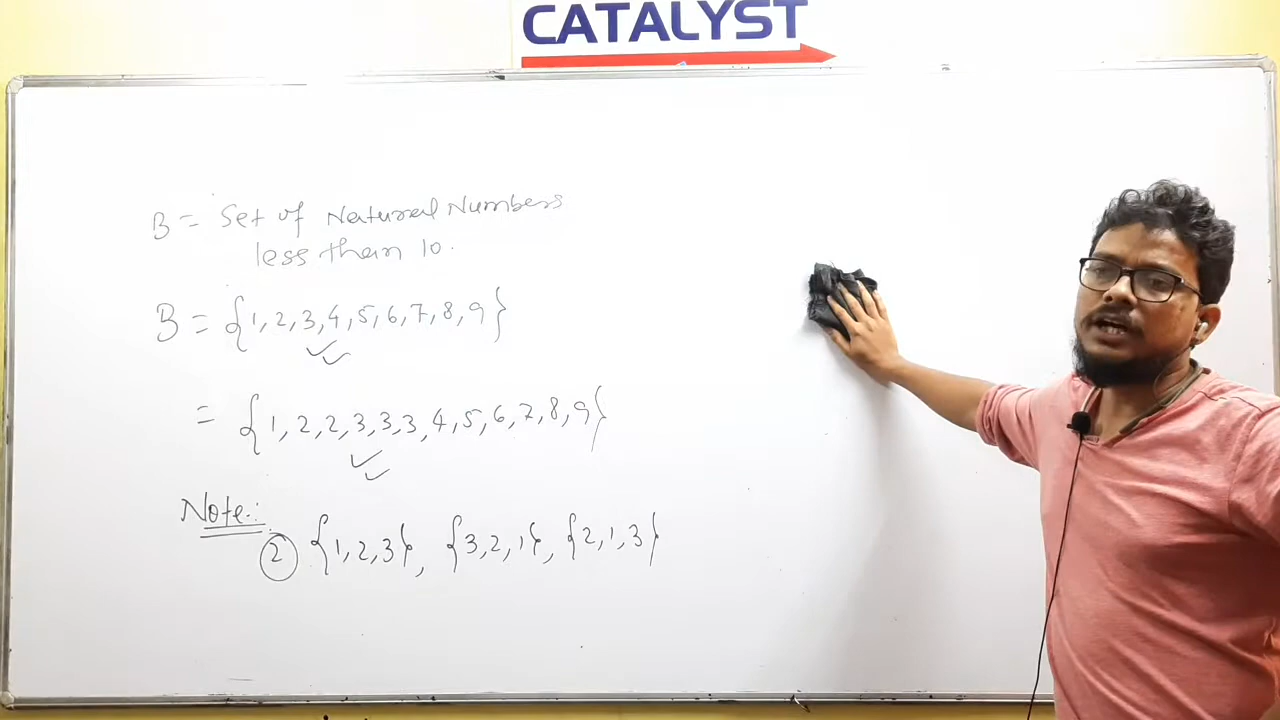 CATALYST
B = Set of Natural Numbers
less than 10.
B = {1,2,3,4,5,6,7,8,9}
= {1,2,2,3,3,3,4,5,6,7,8,9}
Note:
② {1,2,3}, {3,2,1}, {2,1,3}